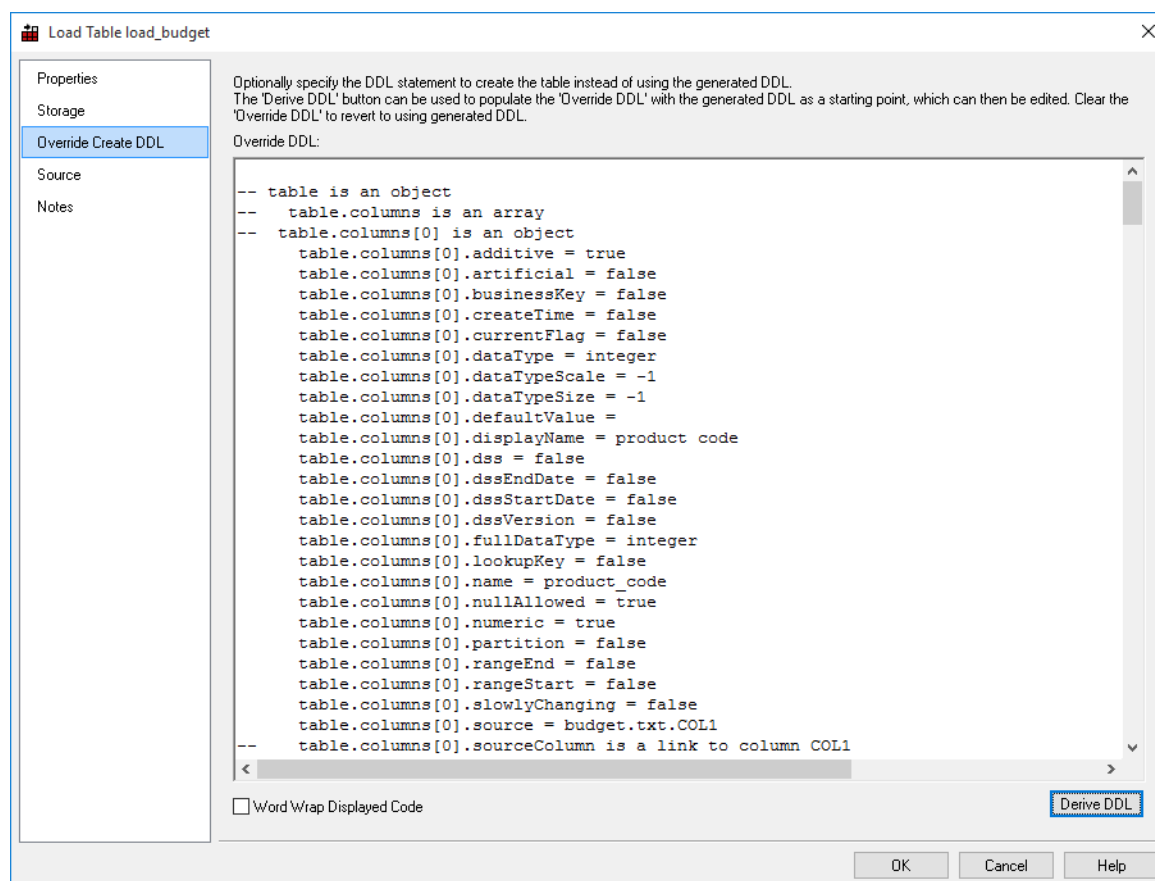 Load Table load_budget
Properties
Storage
Override Create DDL
Source
Notes
Optionally specify the DDL statement to create the table instead of using the generated DDL.
The 'Derive DDL' button can be used to populate the 'Override DDL' with the generated DDL as a starting point, which can then be edited. Clear the
'Override DDL' to revert to using generated DDL.
Override DDL:
-- table is an object
--   table.columns is an array
--  table.columns[0] is an object
      table.columns[0].additive = true
      table.columns[0].artificial = false
      table.columns[0].businessKey = false
      table.columns[0].createTime = false
      table.columns[0].currentFlag = false
      table.columns[0].dataType = integer
      table.columns[0].dataTypeScale = -1
      table.columns[0].dataTypeSize = -1
      table.columns[0].defaultValue =
      table.columns[0].displayName = product code
      table.columns[0].dss = false
      table.columns[0].dssEndDate = false
      table.columns[0].dssStartDate = false
      table.columns[0].dssVersion = false
      table.columns[0].fullDataType = integer
      table.columns[0].lookupKey = false
      table.columns[0].name = product_code
      table.columns[0].nullAllowed = true
      table.columns[0].numeric = true
      table.columns[0].partition = false
      table.columns[0].rangeEnd = false
      table.columns[0].rangeStart = false
      table.columns[0].slowlyChanging = false
      table.columns[0].source = budget.txt.COL1
--    table.columns[0].sourceColumn is a link to column COL1
Word Wrap Displayed Code
Derive DDL
OK
Cancel
Help